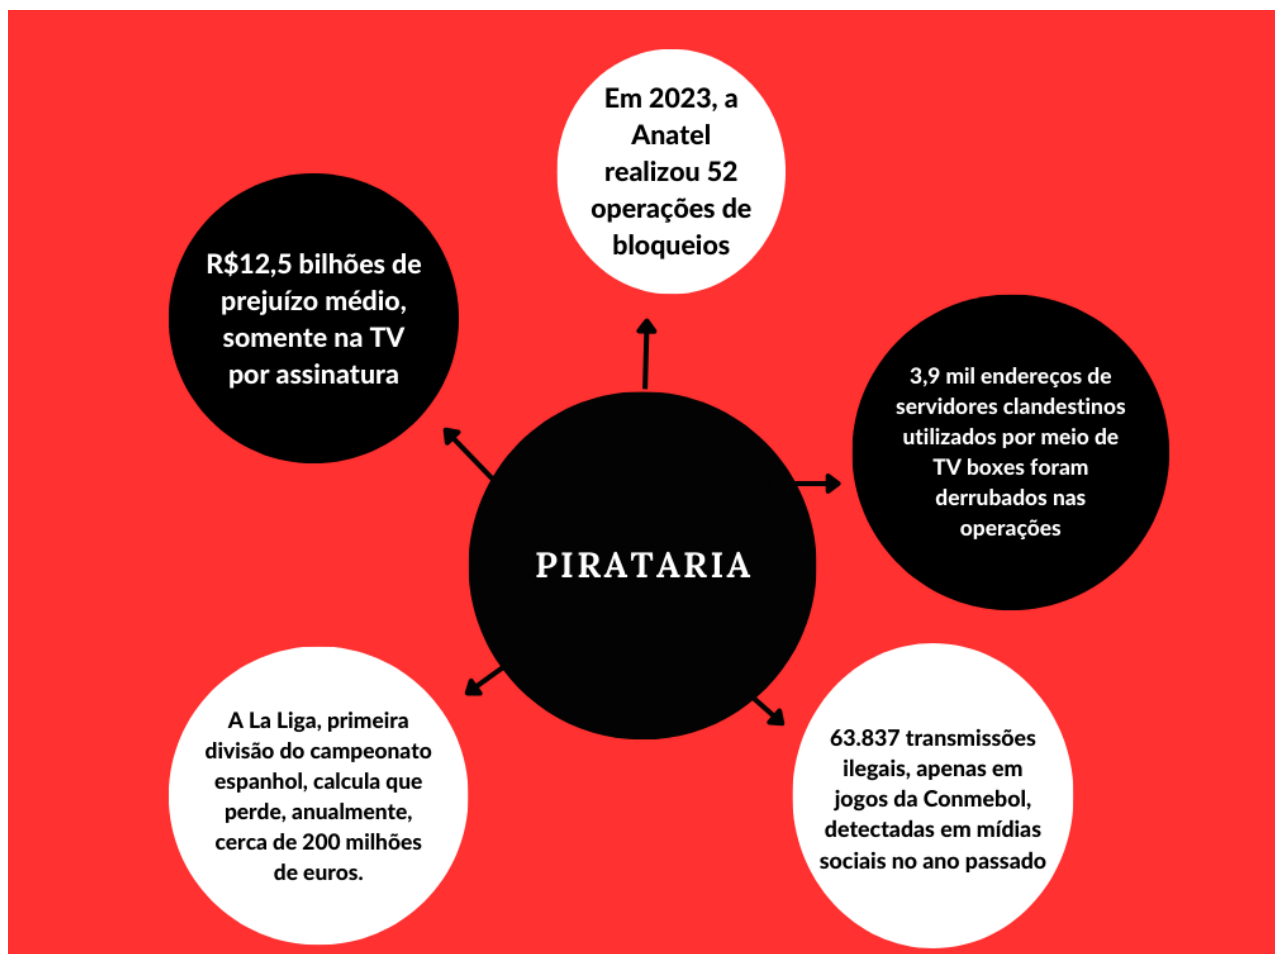 Em 2023, a
Anatel
realizou 52
operações de
bloqueios
R$12,5 bilhões de
prejuízo médio,
somente na TV
por assinatura
3,9 mil endereços de
servidores clandestinos
utilizados por meio de
TV boxes foram
derrubados nas
operações
PIRATARIA
A La Liga, primeira
divisão do campeonato
espanhol, calcula que
perde, anualmente,
cerca de 200 milhões
de euros.
63.837 transmissões
ilegais, apenas em
jogos da Conmebol,
detectadas em mídias
sociais no ano passado